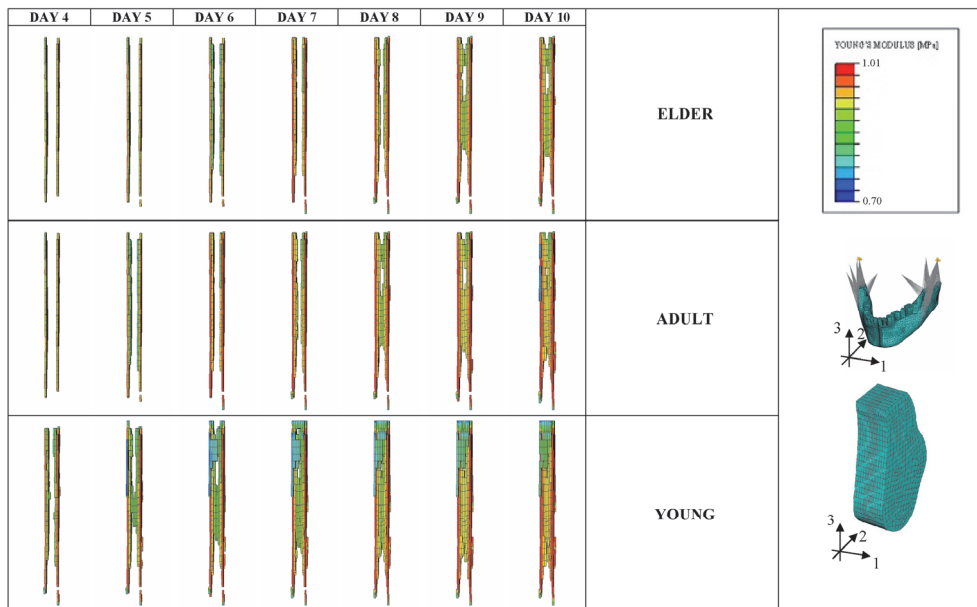 DAY 4 DAY 5 DAY 6 DAY 7 DAY 8 DAY 9 DAY 10
YOUNG'S MODULUS [MPa]
1.01
0.70
ELDER
ADULT
3
2
1
YOUNG
3
2
1